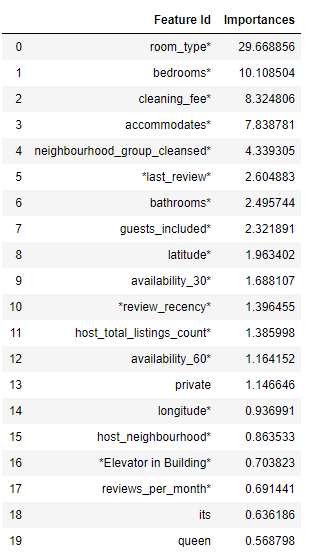 Feature Id Importances
0 room_type* 29.668856
1 bedrooms* 10.108504
2 cleaning_fee* 8.324806
3 accommodates* 7.838781
4 neighbourhood_group_cleansed* 4.339305
5 *last_review* 2.604883
6 bathrooms* 2.495744
7 guests_included* 2.321891
8 latitude* 1.963402
9 availability_30* 1.688107
10 *review_recency* 1.396455
11 host_total_listings_count* 1.385998
12 availability_60* 1.164152
13 private 1.146646
14 longitude* 0.936991
15 host_neighbourhood* 0.863533
16 *Elevator in Building* 0.703823
17 reviews_per_month* 0.691441
18 its 0.636186
19 queen 0.568798